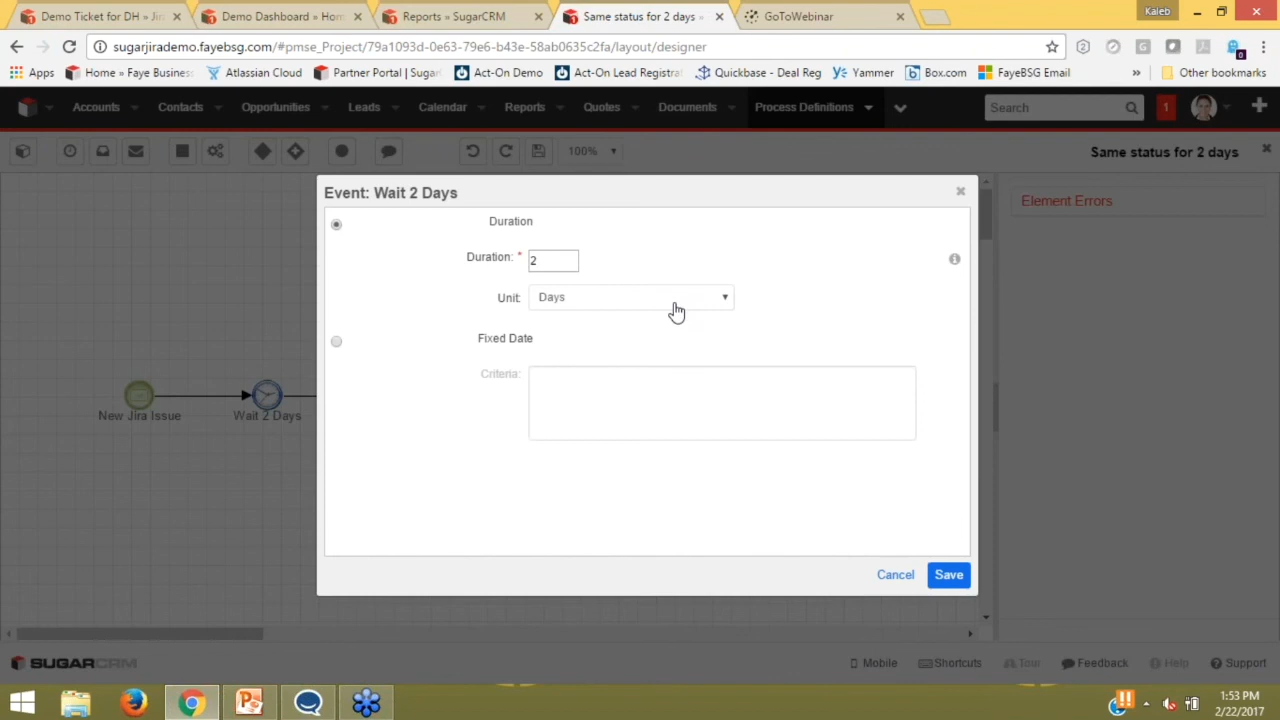 Demo Ticket for DH » Ji
Demo Dashboard » Hom
Reports » SugarCRM
Same status for 2 days »
GoToWebinar
Kaleb
sugarjirademo.fayebsg.com/#pmse_Project/79a1093d-0e63-79e6-b43e-58ab0635c2fa/layout/designer
Apps
Home » Faye Business
Atlassian Cloud
Partner Portal | Sugar
Act-On Demo
Act-On Lead Registrat
Quickbase - Deal Reg
Yammer
Box.com
FayeBSG Email
»
Other bookmarks
Accounts
Contacts
Opportunities
Leads
Calendar
Reports
Quotes
Documents
Process Definitions
Search
1
100%
Same status for 2 days
Event: Wait 2 Days
Element Errors
Duration
Duration: *
2
Unit:
Days
Fixed Date
Criteria:
New Jira Issue
Wait 2 Days
Cancel
Save
SUGARCRM
Mobile
Shortcuts
Tour
Feedback
Help
Support
1:53 PM
2/22/2017